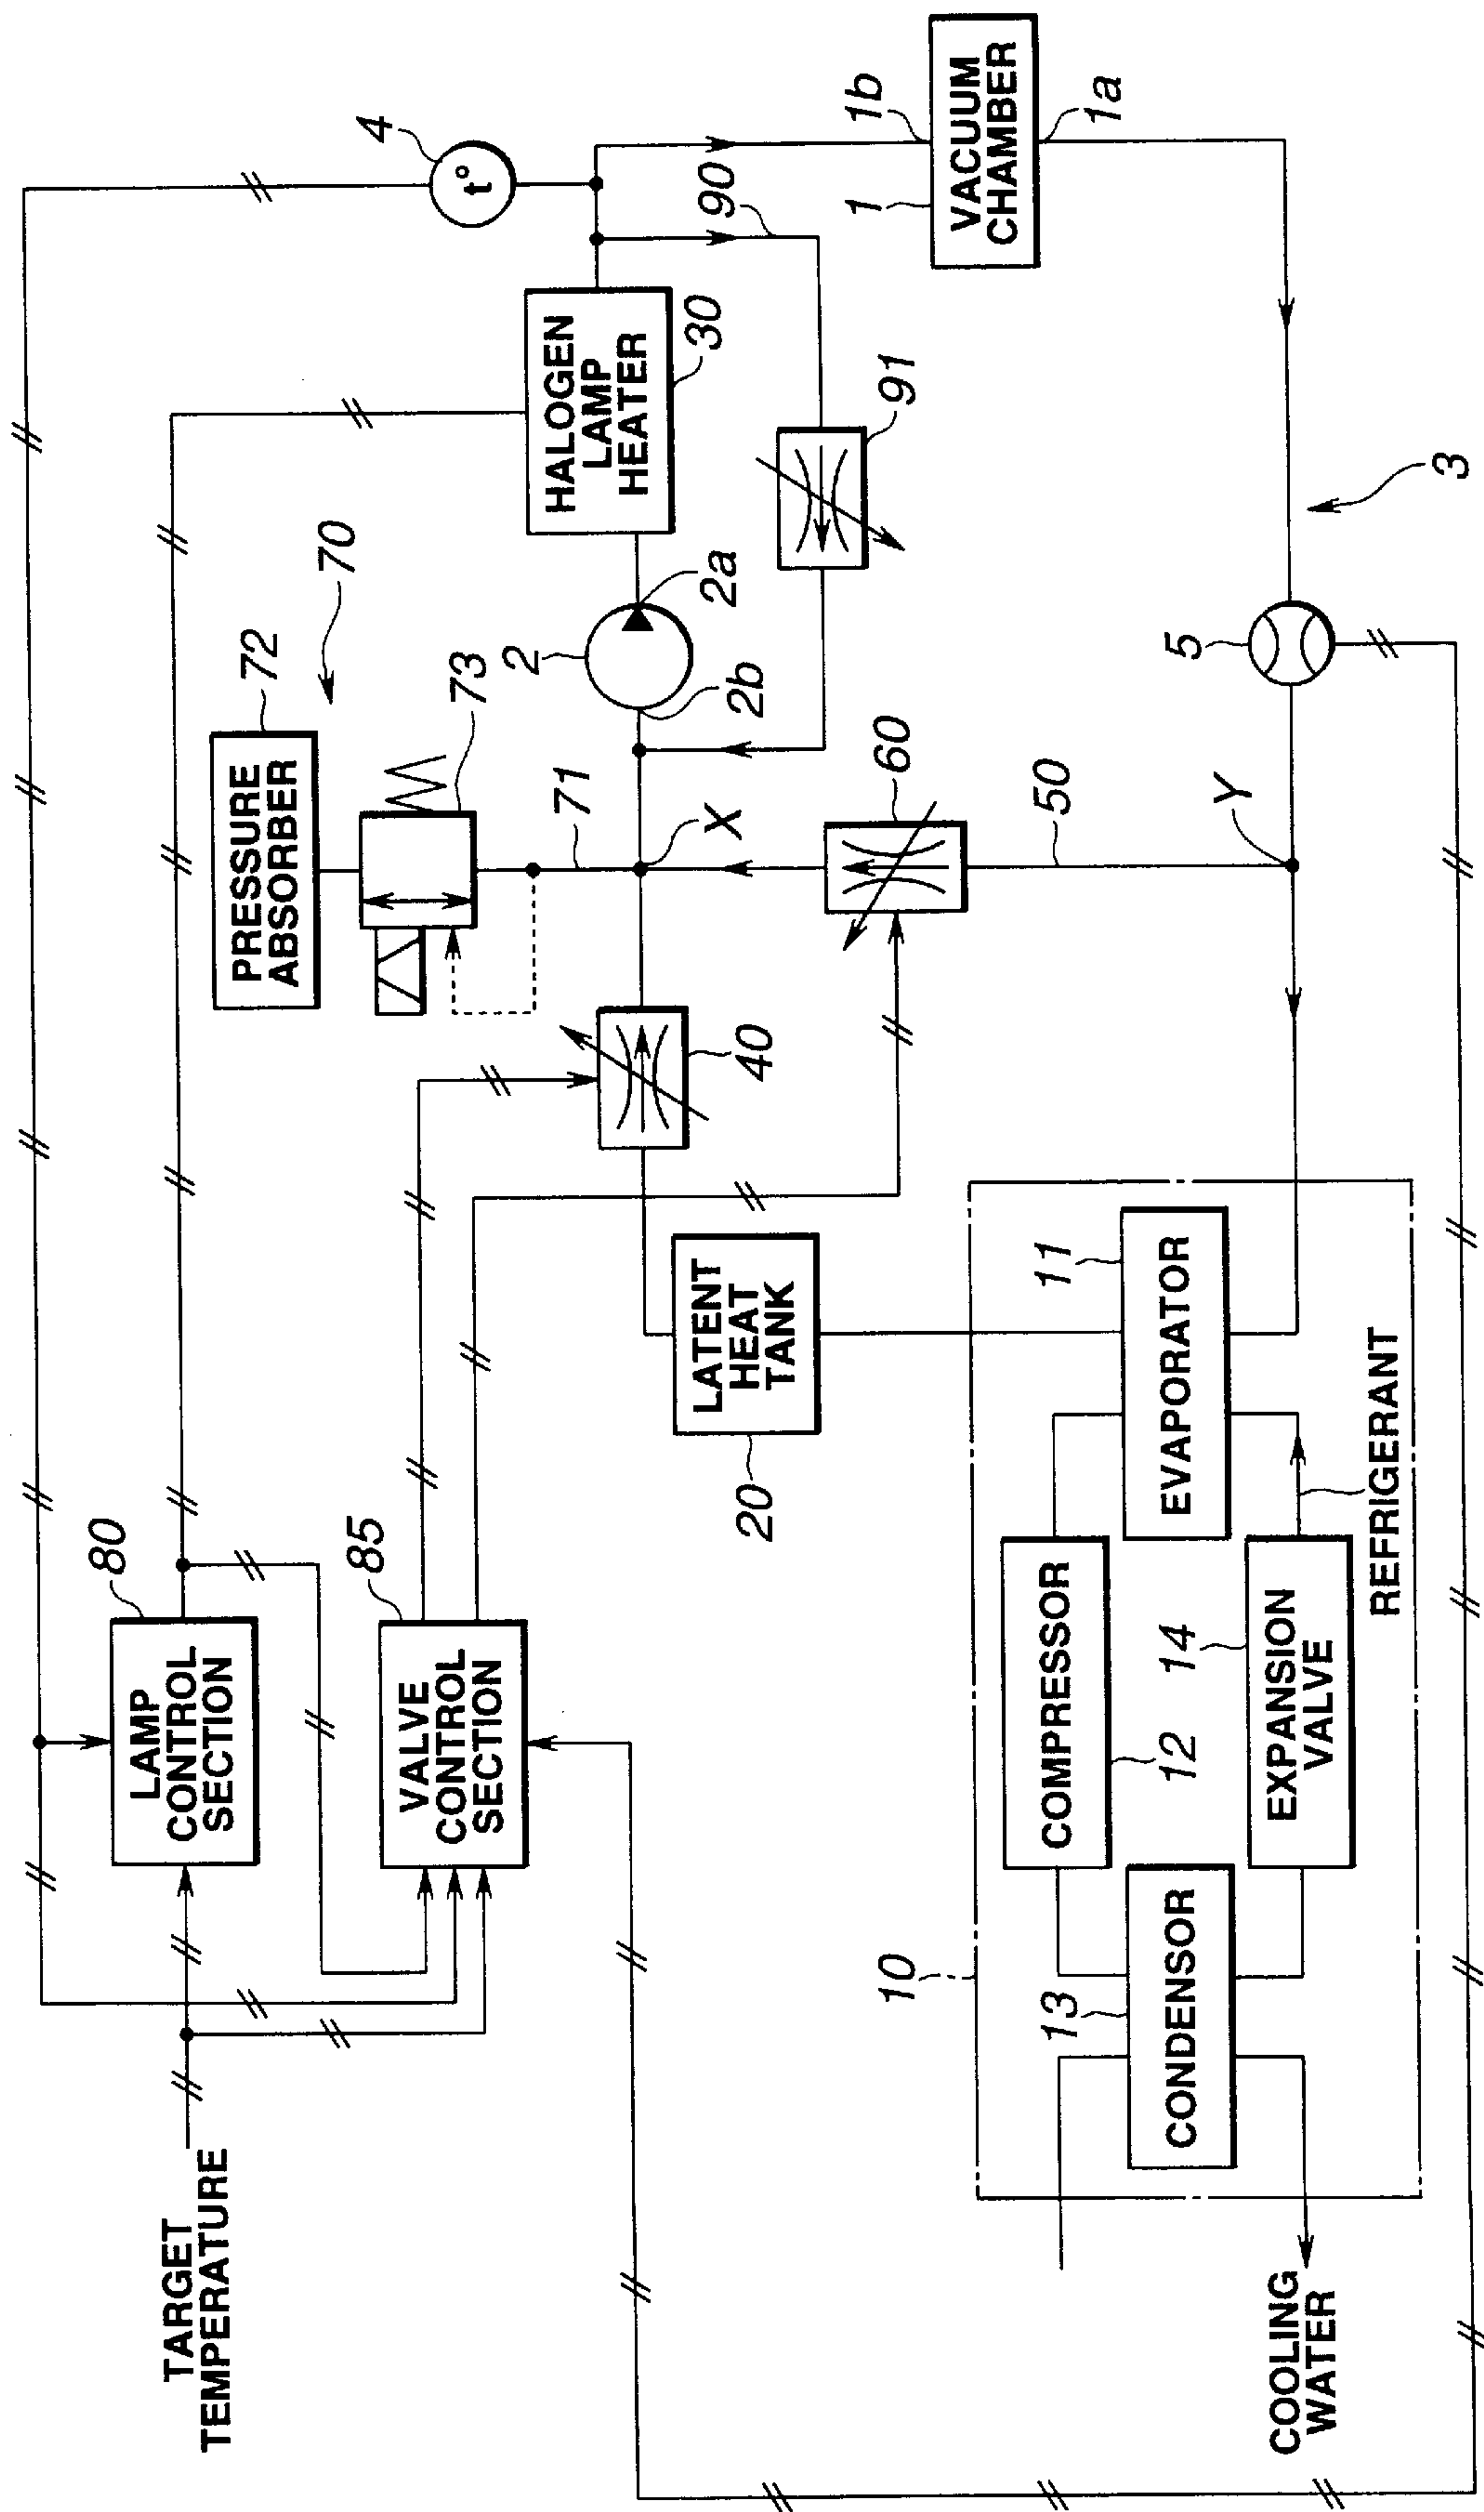 TARGET
TEMPERATURE
80
LAMP
CONTROL
SECTION
85
VALVE
CONTROL
SECTION
70
72
PRESSURE
ABSORBER
73
71
4
t°
HALOGEN
LAMP
HEATER
30
2
2a
2b
90
91
1b
1
VACUUM
CHAMBER
1a
X
40
60
50
Y
5
3
LATENT
HEAT
TANK
20
10
11
EVAPORATOR
COMPRESSOR
12
13
CONDENSOR
14
EXPANSION
VALVE
REFRIGERANT
COOLING
WATER